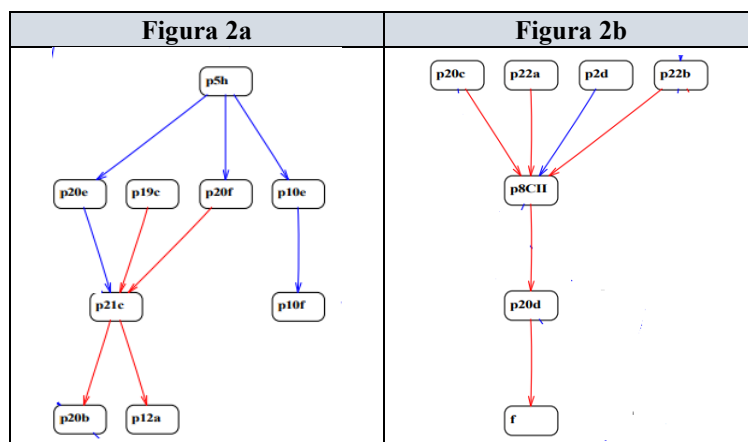 Figura 2a Figura 2b
p5h
p20e p19c p20f p10e
p21c p10f
p20b p12a
p20c p22a p2d p22b
p8CII
p20d
f